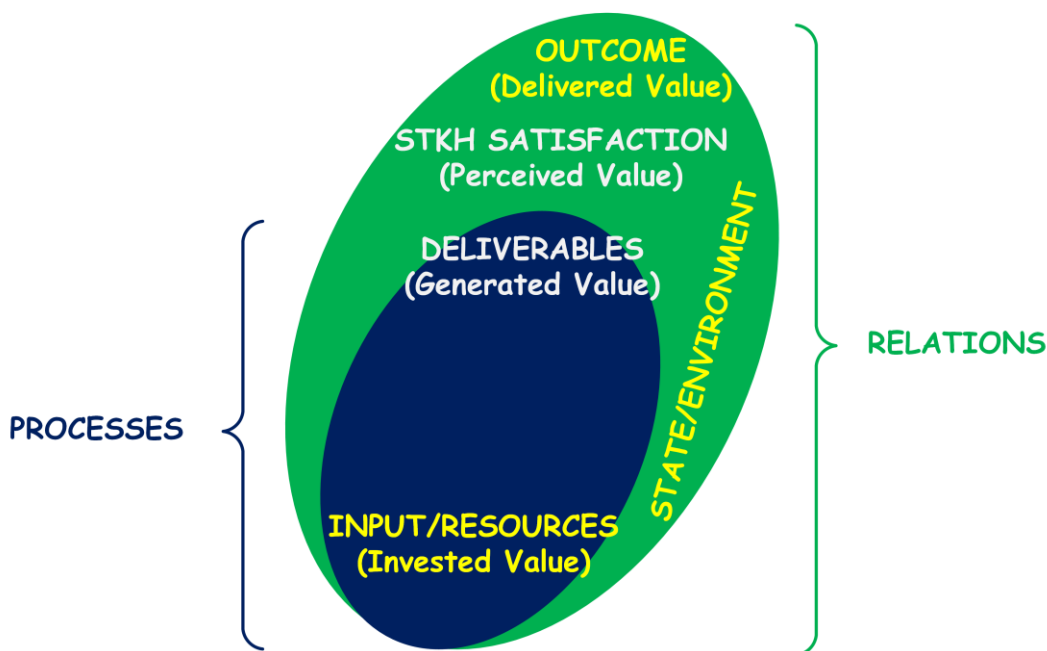 OUTCOME
(Delivered Value)
STKH SATISFACTION
(Perceived Value)
DELIVERABLES
(Generated Value)
STATE/ENVIRONMENT
RELATIONS
PROCESSES
INPUT/RESOURCES
(Invested Value)